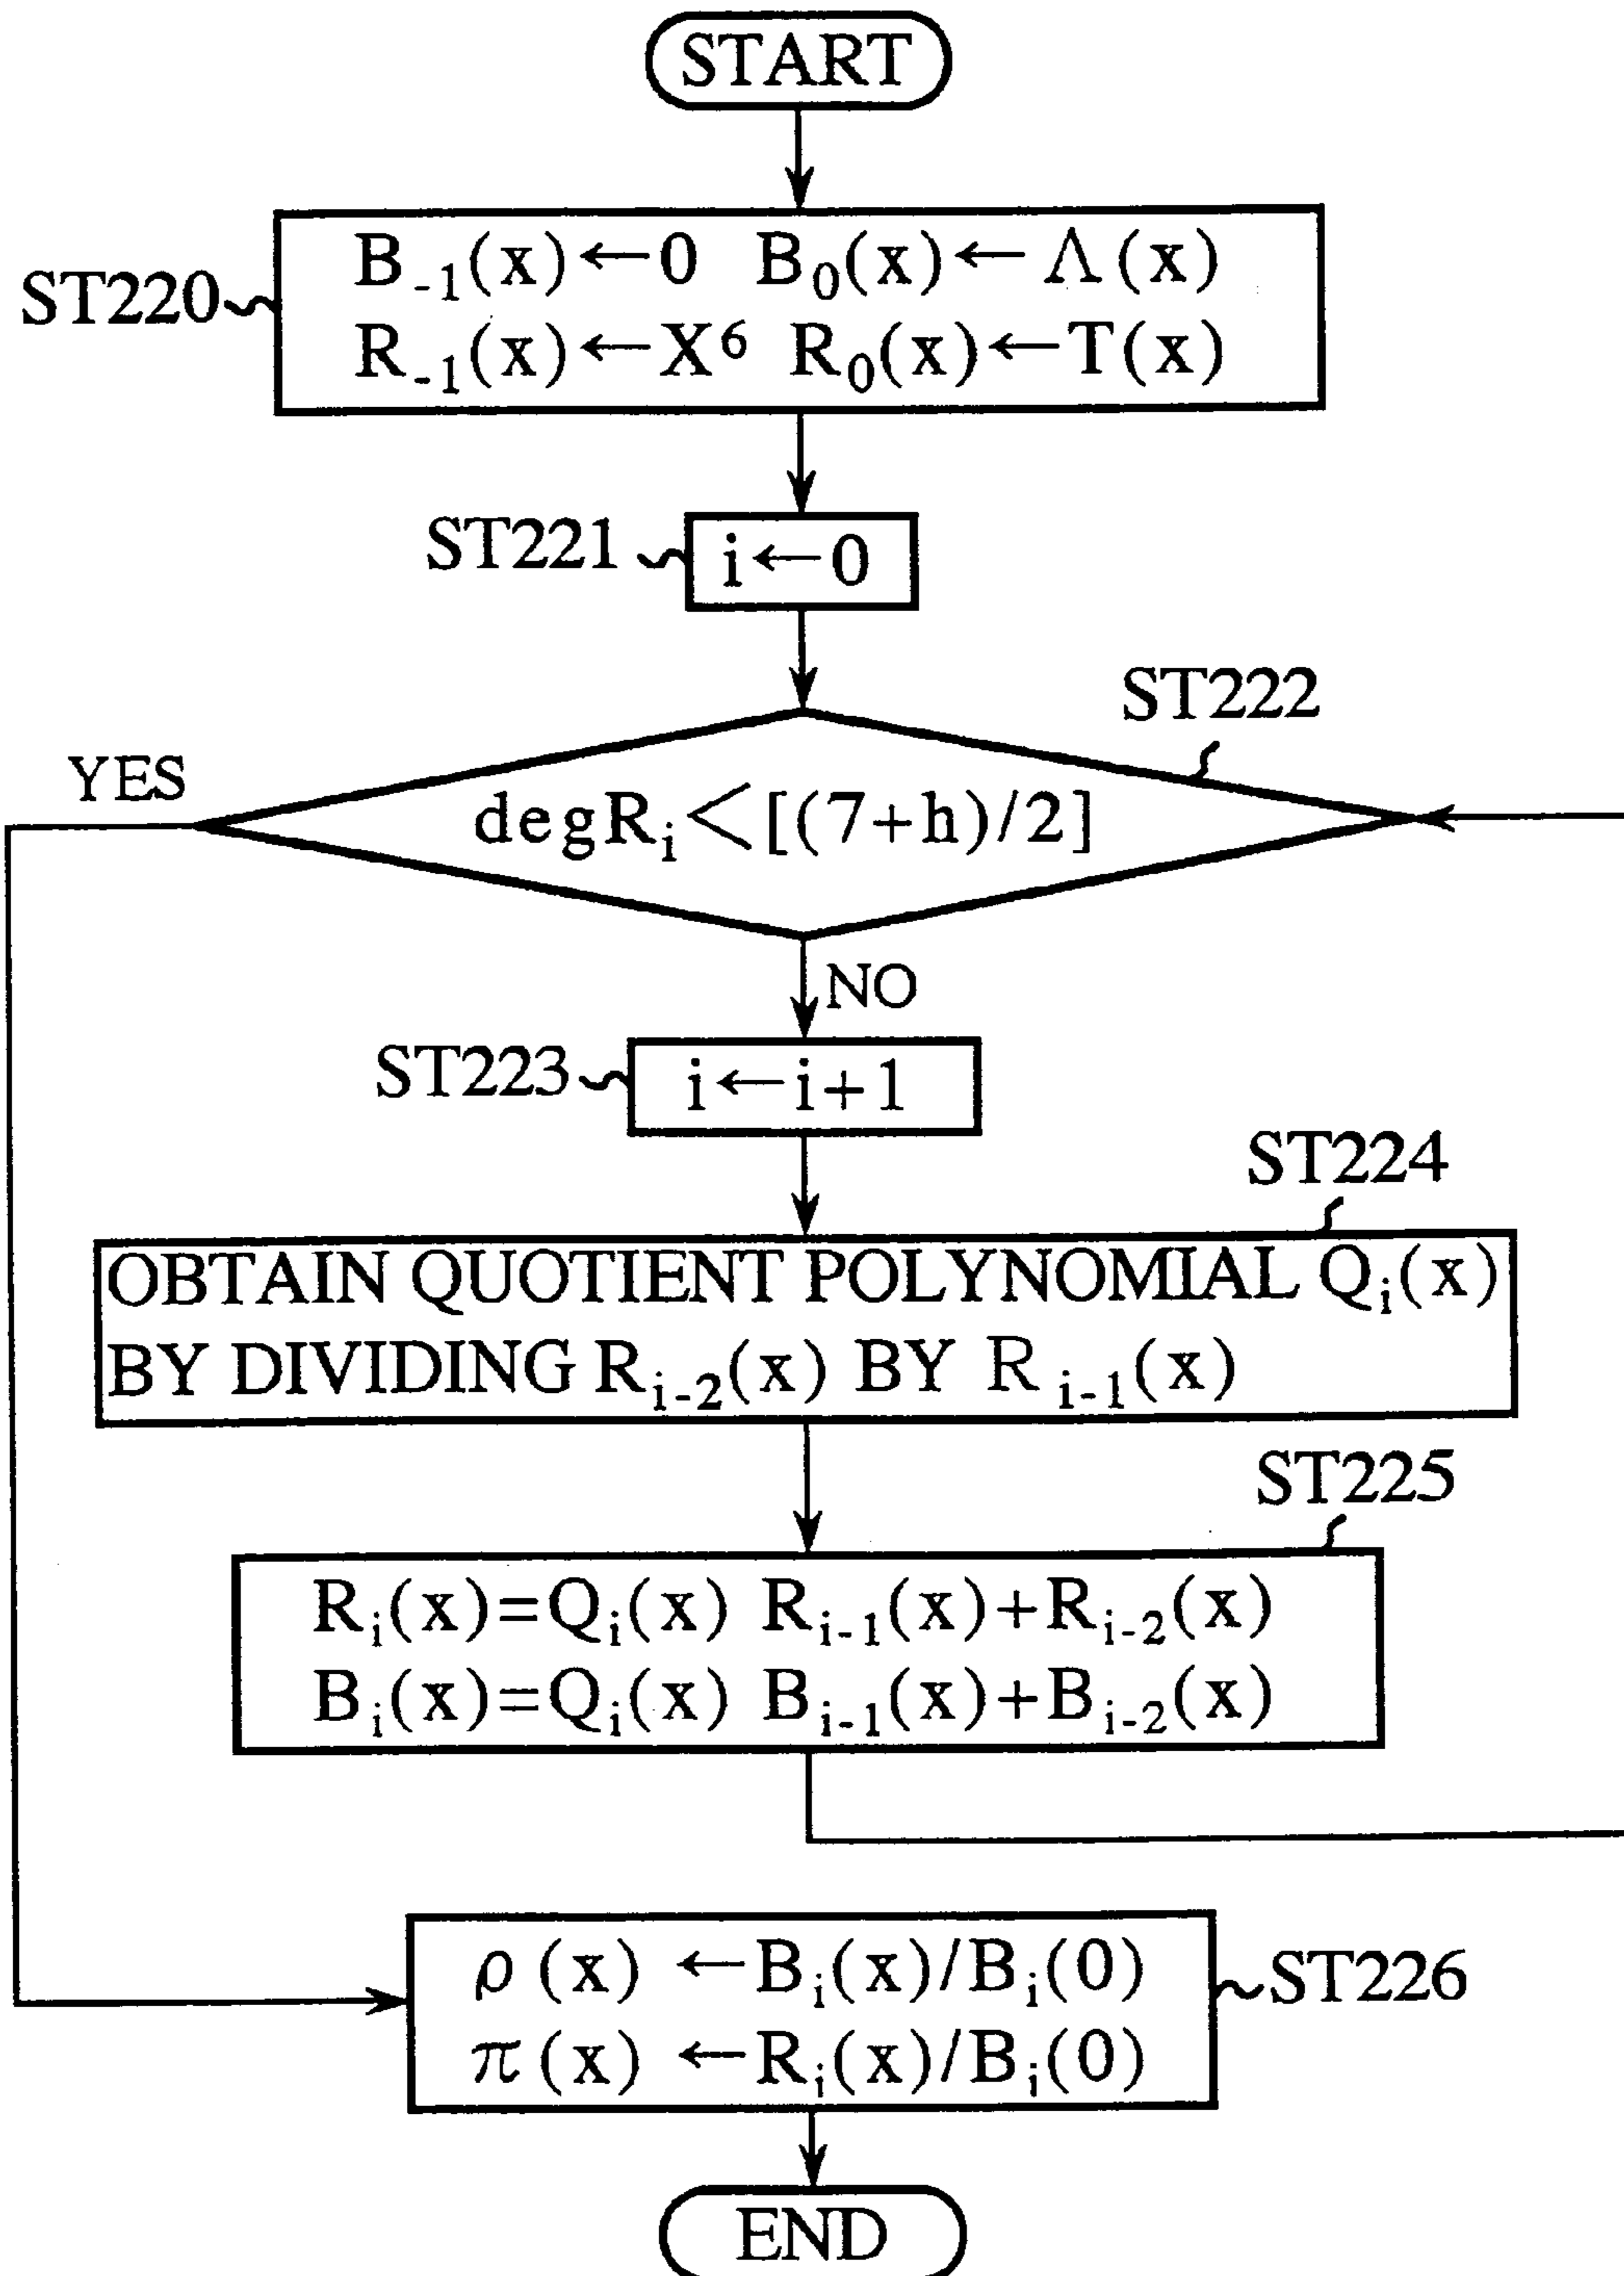 START
ST220
B₋₁(x)←0 B₀(x)←Λ(x)
R₋₁(x)←X⁶ R₀(x)←T(x)
ST221
i←0
ST222
YES
degRᵢ<[(7+h)/2]
NO
ST223
i←i+1
ST224
OBTAIN QUOTIENT POLYNOMIAL Qᵢ(x)
BY DIVIDING Rᵢ₋₂(x) BY Rᵢ₋₁(x)
ST225
Rᵢ(x)=Qᵢ(x) Rᵢ₋₁(x)+Rᵢ₋₂(x)
Bᵢ(x)=Qᵢ(x) Bᵢ₋₁(x)+Bᵢ₋₂(x)
ρ(x) ←Bᵢ(x)/Bᵢ(0)
ST226
π(x) ←Rᵢ(x)/Bᵢ(0)
END